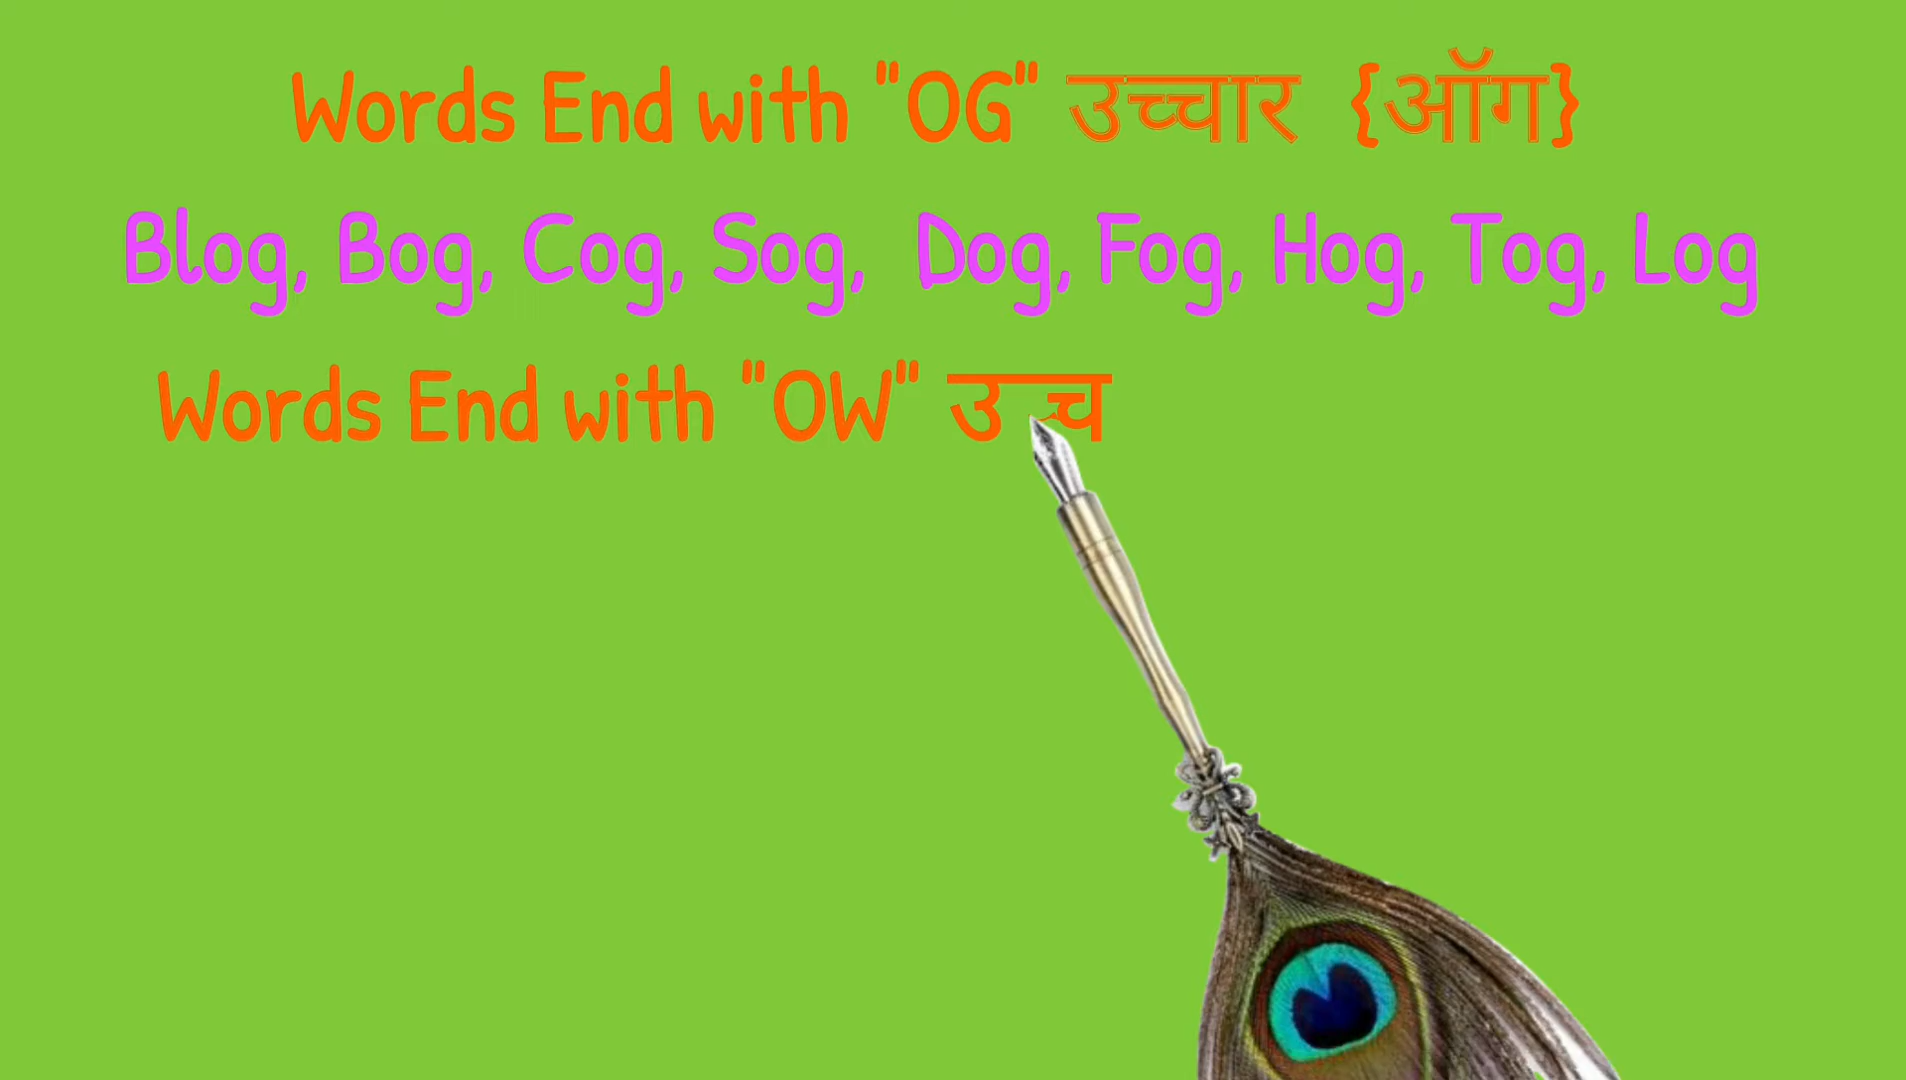 Words End with "OG" उच्चार {ऑग}
Blog, Bog, Cog, Sog, Dog, Fog, Hog, Tog, Log
Words End with "OW"